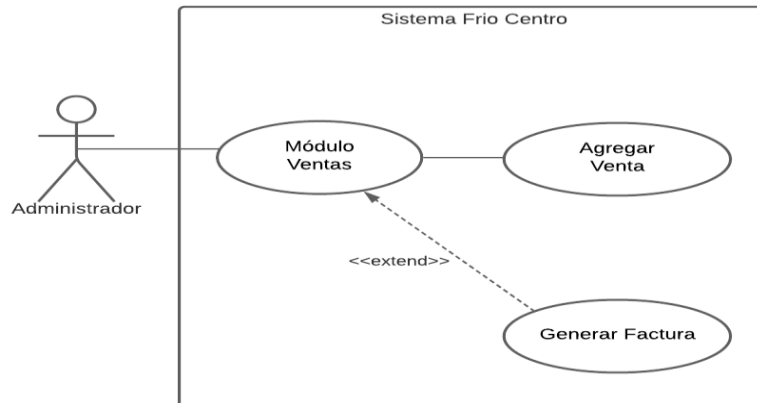 Sistema Frio Centro
Módulo
Ventas
Agregar
Venta
Administrador
<<extend>>
Generar Factura